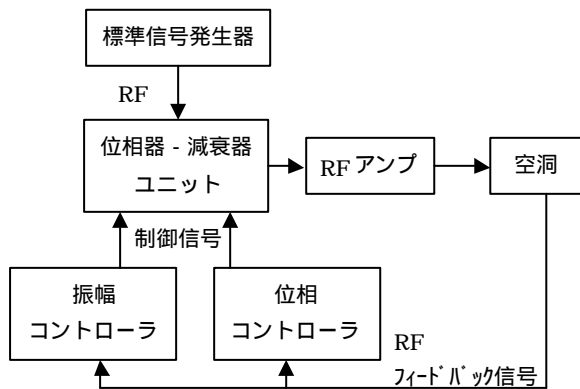 標準信号発生器
RF
位相器 - 減衰器
ユニット
RF アンプ
空洞
制御信号
振幅
コントローラ
位相
コントローラ
RF
ﾌｨｰﾄﾞﾊﾞｯｸ信号